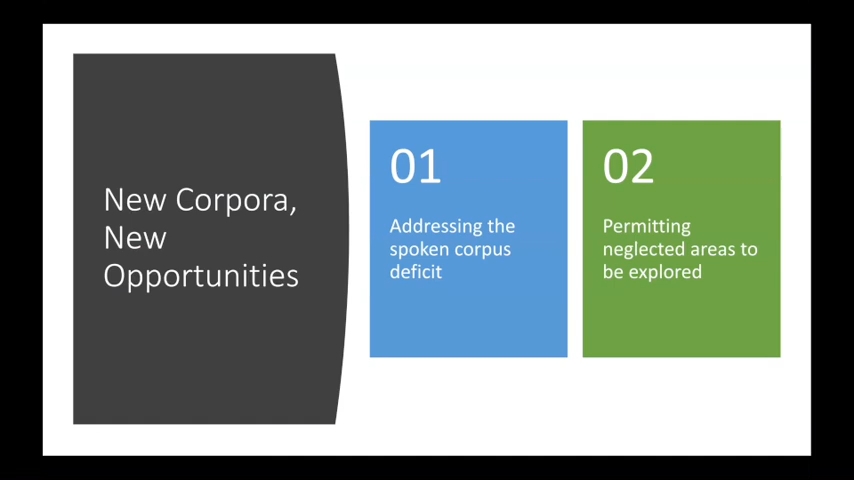 New Corpora,
New
Opportunities
01
Addressing the
spoken corpus
deficit
02
Permitting
neglected areas to
be explored